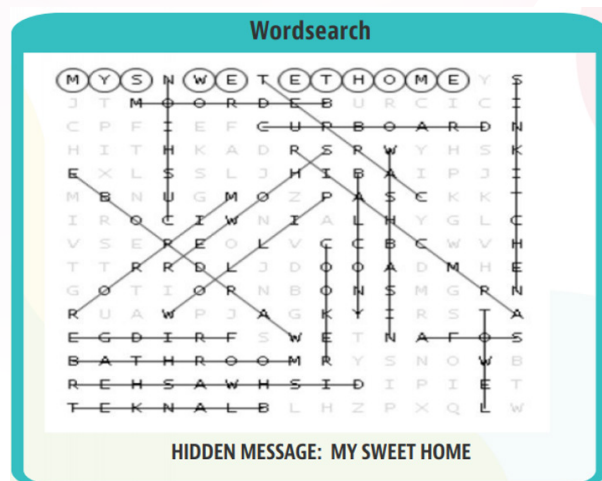 Wordsearch
M Y S N W E T E T H O M E Y S
J T M O O R D E B U R C I C I
C P F I E F C U P B O A R D N
H I T H K A D R S R W Y H S K
E X L S S L J H I B A I P J I
M B N U G M O Z P A S C K K T
I R O C I W N I A L H Y G L C
V S E R E O L V C C B C W V H
T T R R D L J D O O A D M H E
G O T I O R N B O N S M G R N
R U A W P J A G K Y I R S T A
E G D I R F S W E T N A F O S
B A T H R O O M R Y S N O W B
R E H S A W H S I D I P I E T
T E K N A L B L H Z P X Q L W
HIDDEN MESSAGE: MY SWEET HOME